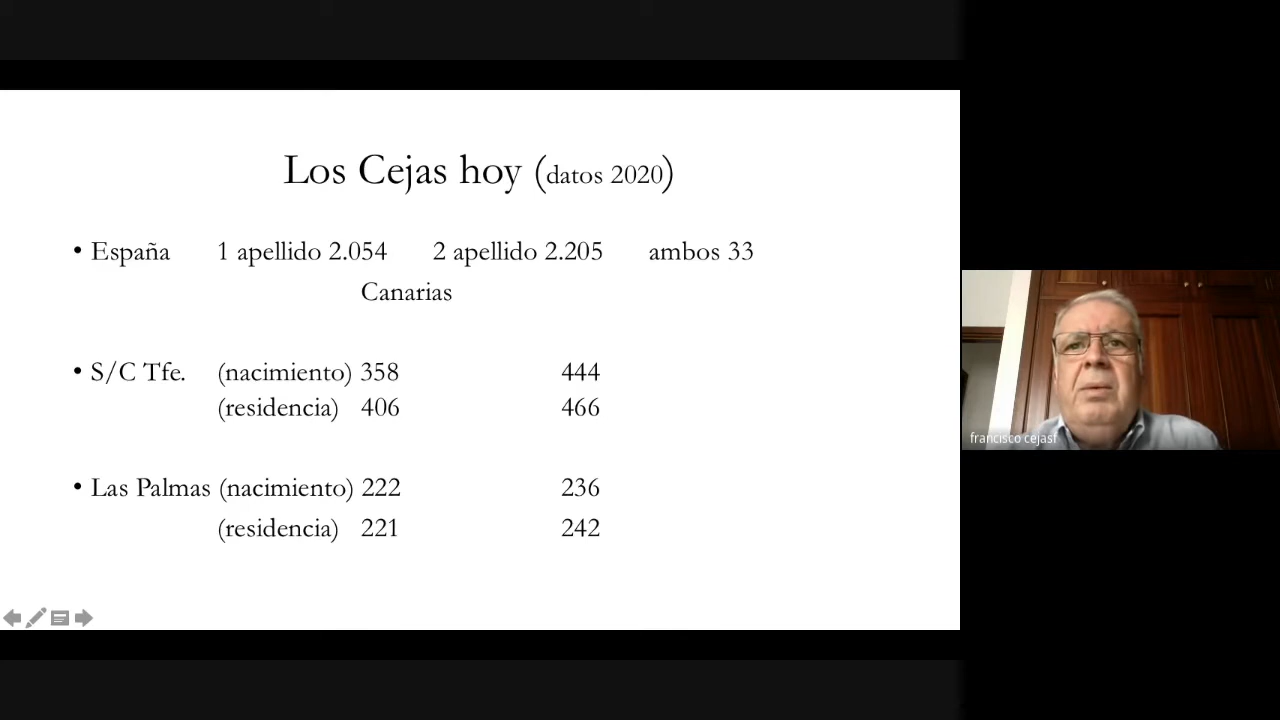 Los Cejas hoy (datos 2020)
• España 1 apellido 2.054 2 apellido 2.205 ambos 33
Canarias
• S/C Tfe. (nacimiento) 358 444
(residencia) 406 466
• Las Palmas (nacimiento) 222 236
(residencia) 221 242
francisco cejasf